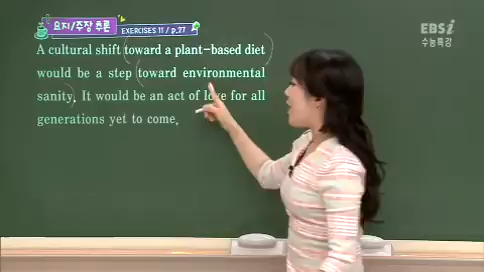 요지/주장 추론
EXERCISES 11 / p.27
EBSi
수능특강
A cultural shift (toward a plant-based diet)
would be a step (toward environmental
sanity). It would be an act of love for all
generations yet to come.